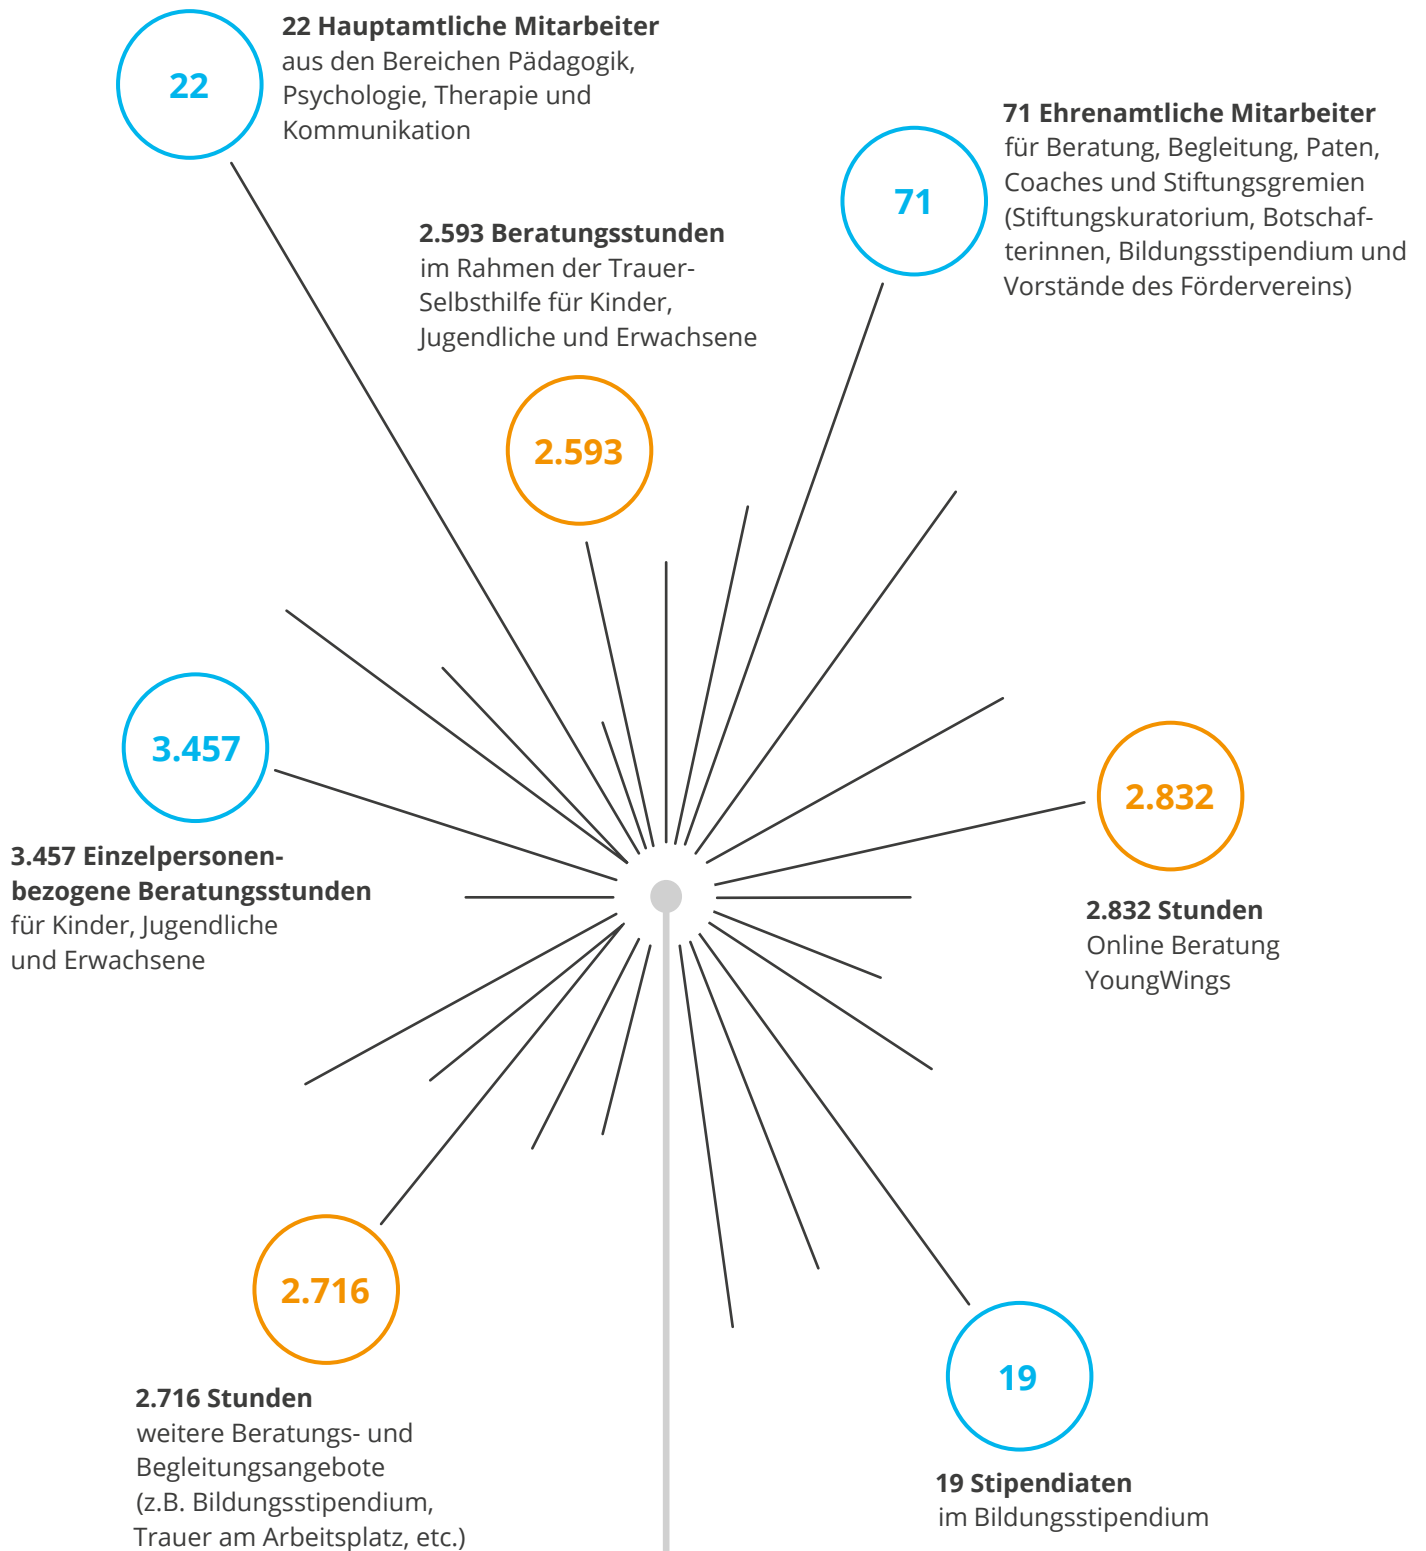 22
22 Hauptamtliche Mitarbeiter
aus den Bereichen Pädagogik,
Psychologie, Therapie und
Kommunikation
71
71 Ehrenamtliche Mitarbeiter
für Beratung, Begleitung, Paten,
Coaches und Stiftungsgremien
(Stiftungskuratorium, Botschaf-
terinnen, Bildungsstipendium und
Vorstände des Fördervereins)
2.593 Beratungsstunden
im Rahmen der Trauer-
Selbsthilfe für Kinder,
Jugendliche und Erwachsene
2.593
3.457
3.457 Einzelpersonen-
bezogene Beratungsstunden
für Kinder, Jugendliche
und Erwachsene
2.832
2.832 Stunden
Online Beratung
YoungWings
2.716
2.716 Stunden
weitere Beratungs- und
Begleitungsangebote
(z.B. Bildungsstipendium,
Trauer am Arbeitsplatz, etc.)
19
19 Stipendiaten
im Bildungsstipendium